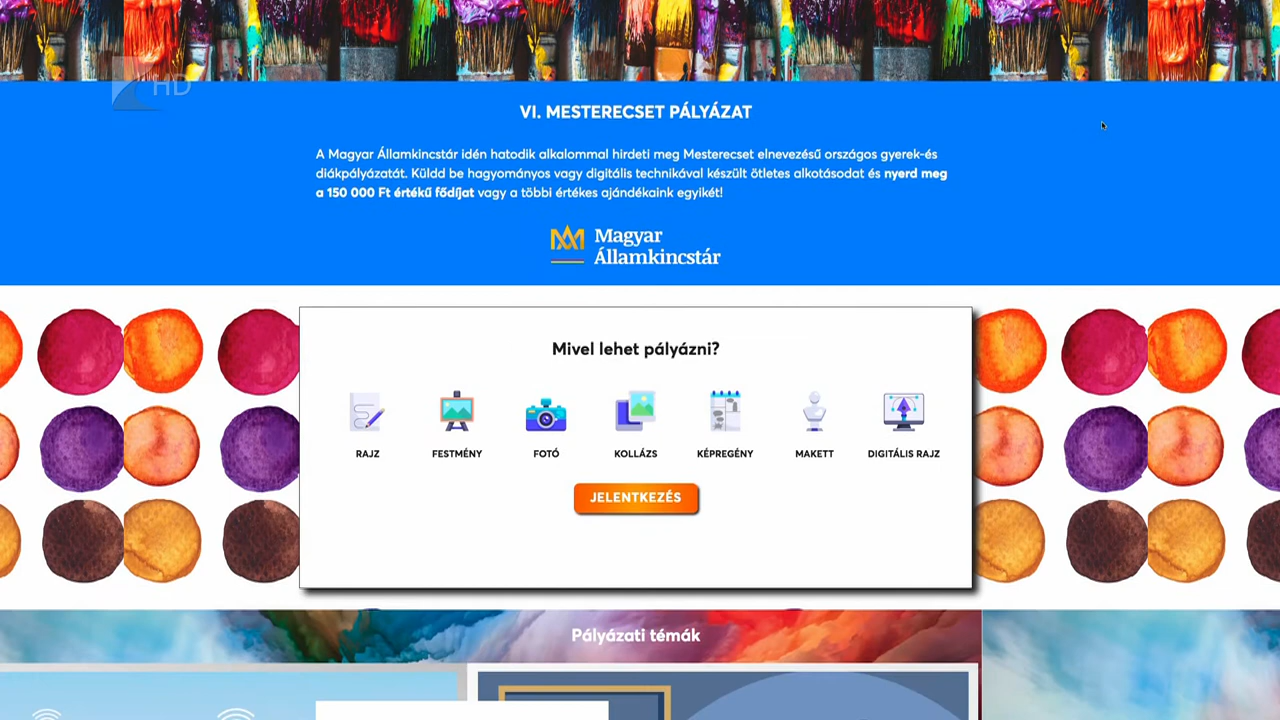 HD
VI. MESTERECSET PÁLYÁZAT
A Magyar Államkincstár idén hatodik alkalommal hirdeti meg Mesterecset elnevezésű országos gyerek-és
diákpályázatát. Küldd be hagyományos vagy digitális technikával készült ötletes alkotásodat és nyerd meg
a 150 000 Ft értékű fődíjat vagy a többi értékes ajándékaink egyikét!
Magyar
Államkincstár
Mivel lehet pályázni?
RAJZ FESTMÉNY FOTÓ KOLLÁZS KÉPREGÉNY MAKETT DIGITÁLIS RAJZ
JELENTKEZÉS
Pályázati témák